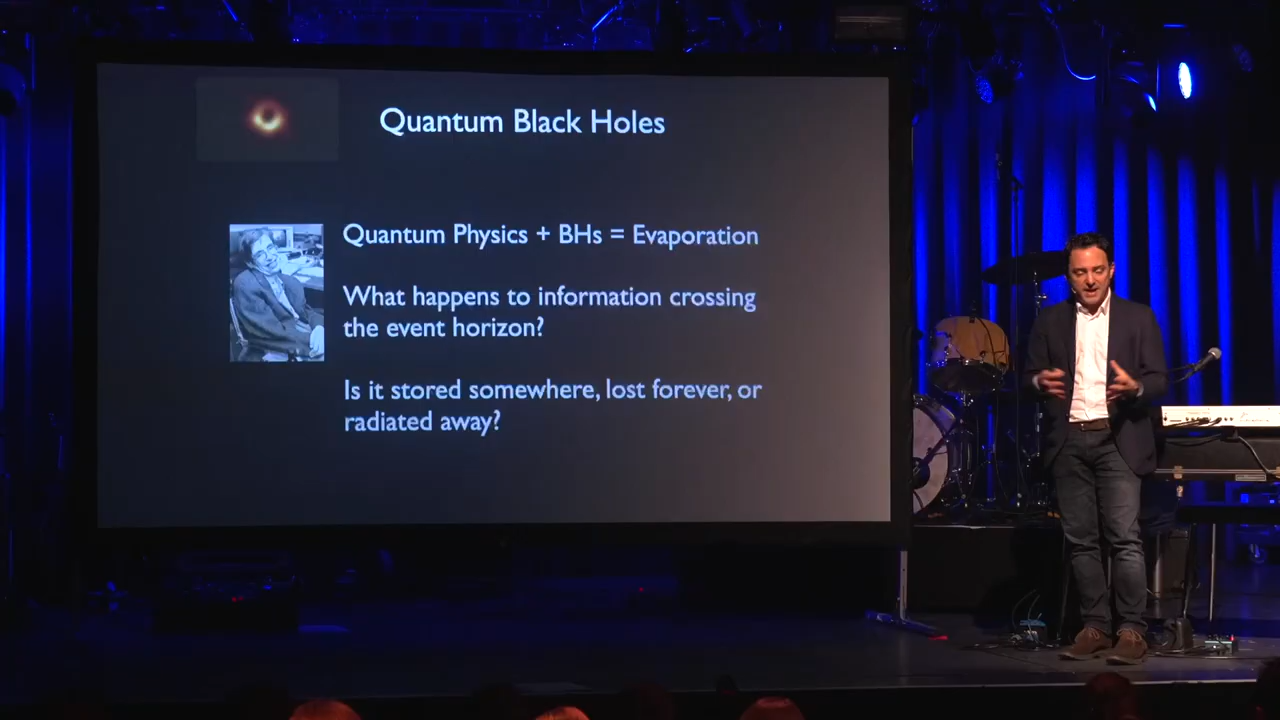 Quantum Black Holes
Quantum Physics + BHs = Evaporation
What happens to information crossing
the event horizon?
Is it stored somewhere, lost forever, or
radiated away?